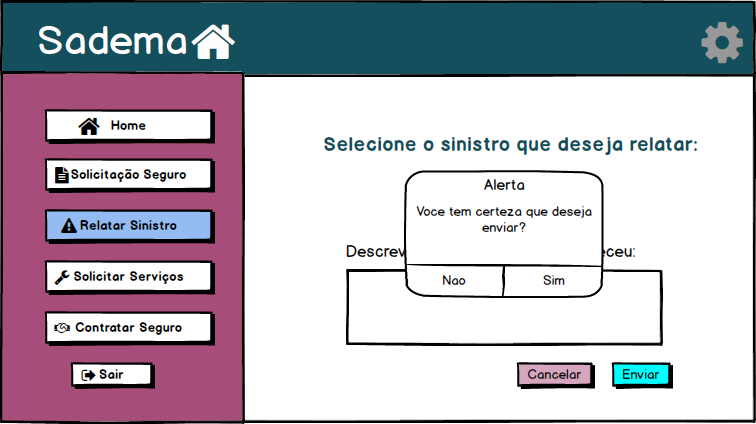 Sadema
Home
Solicitação Seguro
Relatar Sinistro
Solicitar Serviços
Contratar Seguro
Sair
Selecione o sinistro que deseja relatar:
Alerta
Voce tem certeza que deseja
enviar?
Nao
Sim
Descrev
eceu:
Cancelar
Enviar